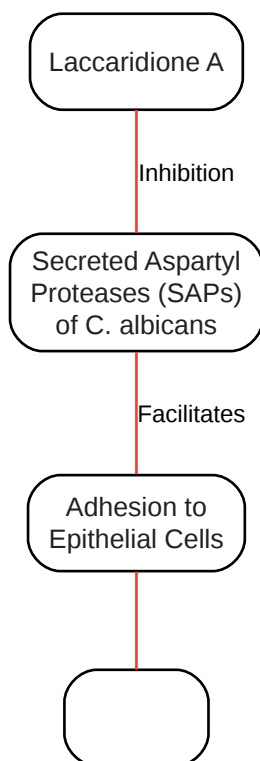 Laccaridione A
Inhibition
Secreted Aspartyl
Proteases (SAPs)
of C. albicans
Facilitates
Adhesion to
Epithelial Cells